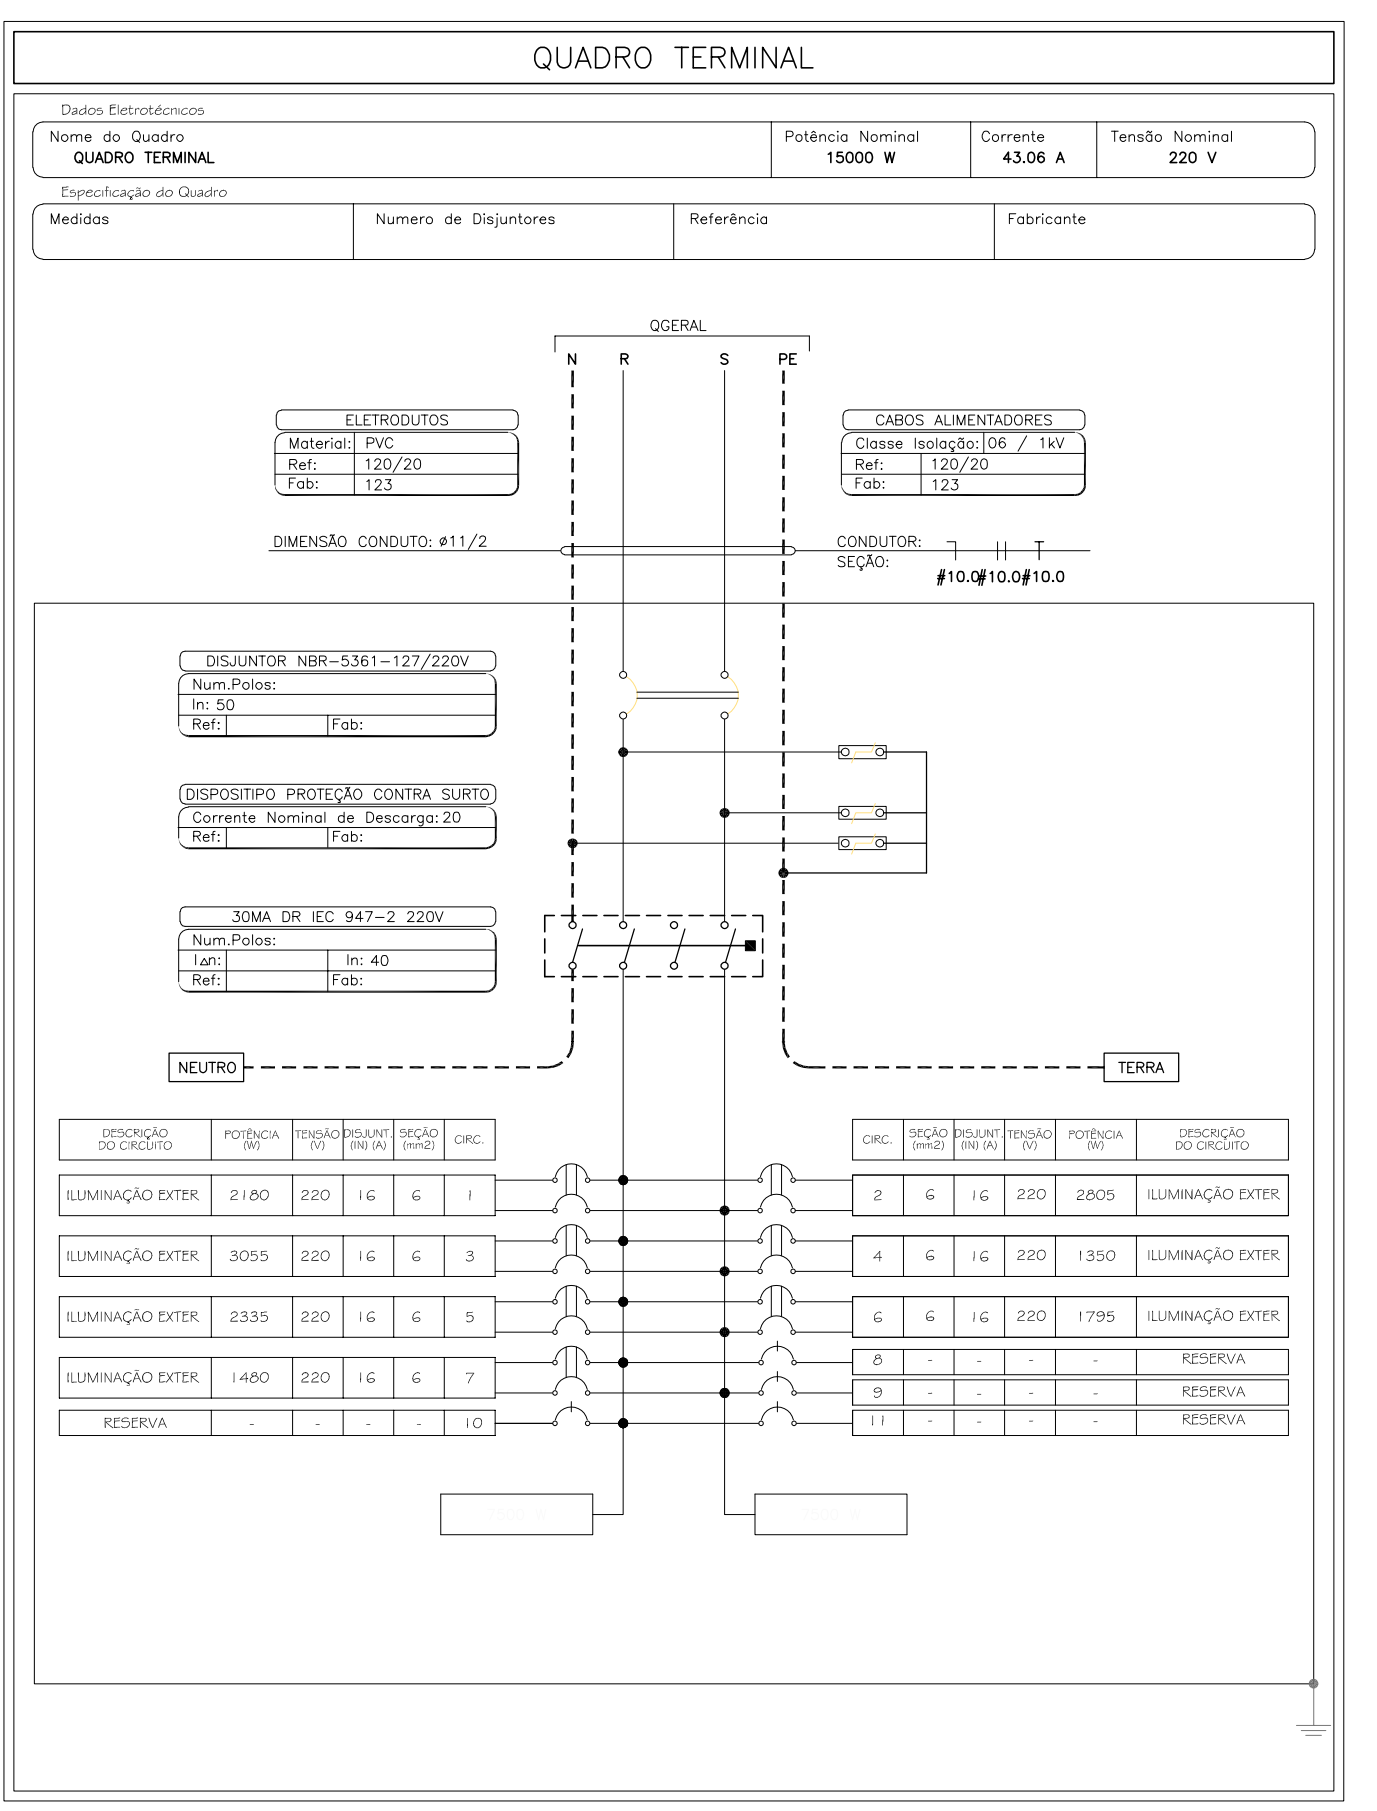 QUADRO TERMINAL
Dados Eletrotécnicos
Nome do Quadro
QUADRO TERMINAL
Potência Nominal
15000 W
Corrente
43.06 A
Tensão Nominal
220 V
Especificação do Quadro
Medidas
Numero de Disjuntores
Referência
Fabricante
QGERAL
N R S PE
ELETRODUTOS
Material: PVC
Ref: 120/20
Fab: 123
CABOS ALIMENTADORES
Classe Isolação: 06 / 1kV
Ref: 120/20
Fab: 123
DIMENSÃO CONDUTO: ø11/2
CONDUTOR:
SEÇÃO:
#10.0#10.0#10.0
DISJUNTOR NBR-5361-127/220V
Num.Polos:
In: 50
Ref: Fab:
DISPOSITIPO PROTEÇÃO CONTRA SURTO
Corrente Nominal de Descarga: 20
Ref: Fab:
30MA DR IEC 947-2 220V
Num.Polos:
I△n: In: 40
Ref: Fab:
NEUTRO
TERRA
DESCRIÇÃO DO CIRCUITO POTÊNCIA (W) TENSÃO (V) DISJUNT. (IN) (A) SEÇÃO (mm2) CIRC.
ILUMINAÇÃO EXTER 2180 220 16 6 1
ILUMINAÇÃO EXTER 3055 220 16 6 3
ILUMINAÇÃO EXTER 2335 220 16 6 5
ILUMINAÇÃO EXTER 1480 220 16 6 7
RESERVA - - - - 10
CIRC. SEÇÃO (mm2) DISJUNT. (IN) (A) TENSÃO (V) POTÊNCIA (W) DESCRIÇÃO DO CIRCUITO
2 6 16 220 2805 ILUMINAÇÃO EXTER
4 6 16 220 1350 ILUMINAÇÃO EXTER
6 6 16 220 1795 ILUMINAÇÃO EXTER
8 - - - - RESERVA
9 - - - - RESERVA
11 - - - - RESERVA